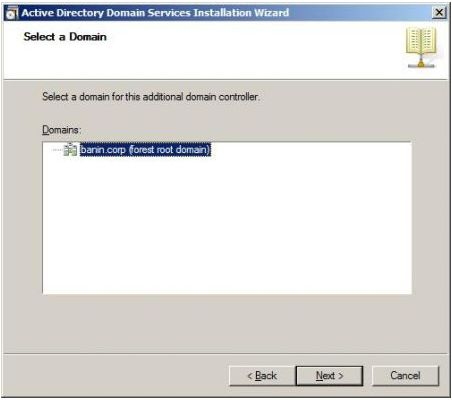 Active Directory Domain Services Installation Wizard
Select a Domain
Select a domain for this additional domain controller.
Domains:
banin.corp (forest root domain)
< Back Next > Cancel